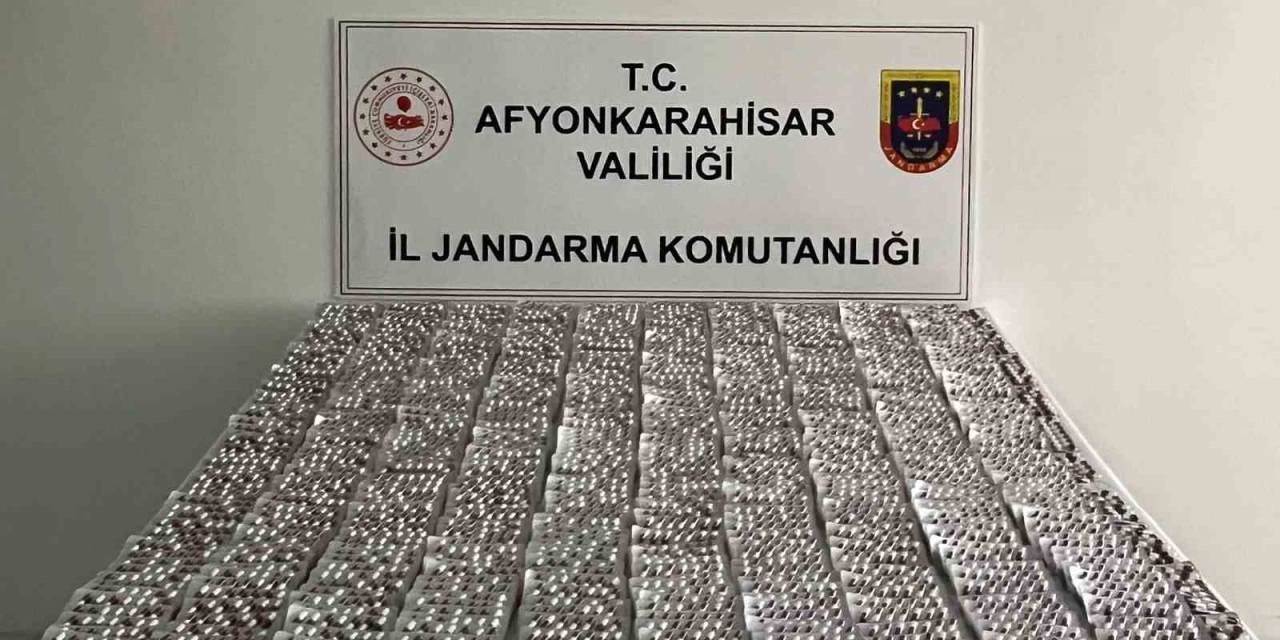 T.C.
AFYONKARAHİSAR
VALİLİĞİ
İL JANDARMA KOMUTANLIĞI
JANDARMA